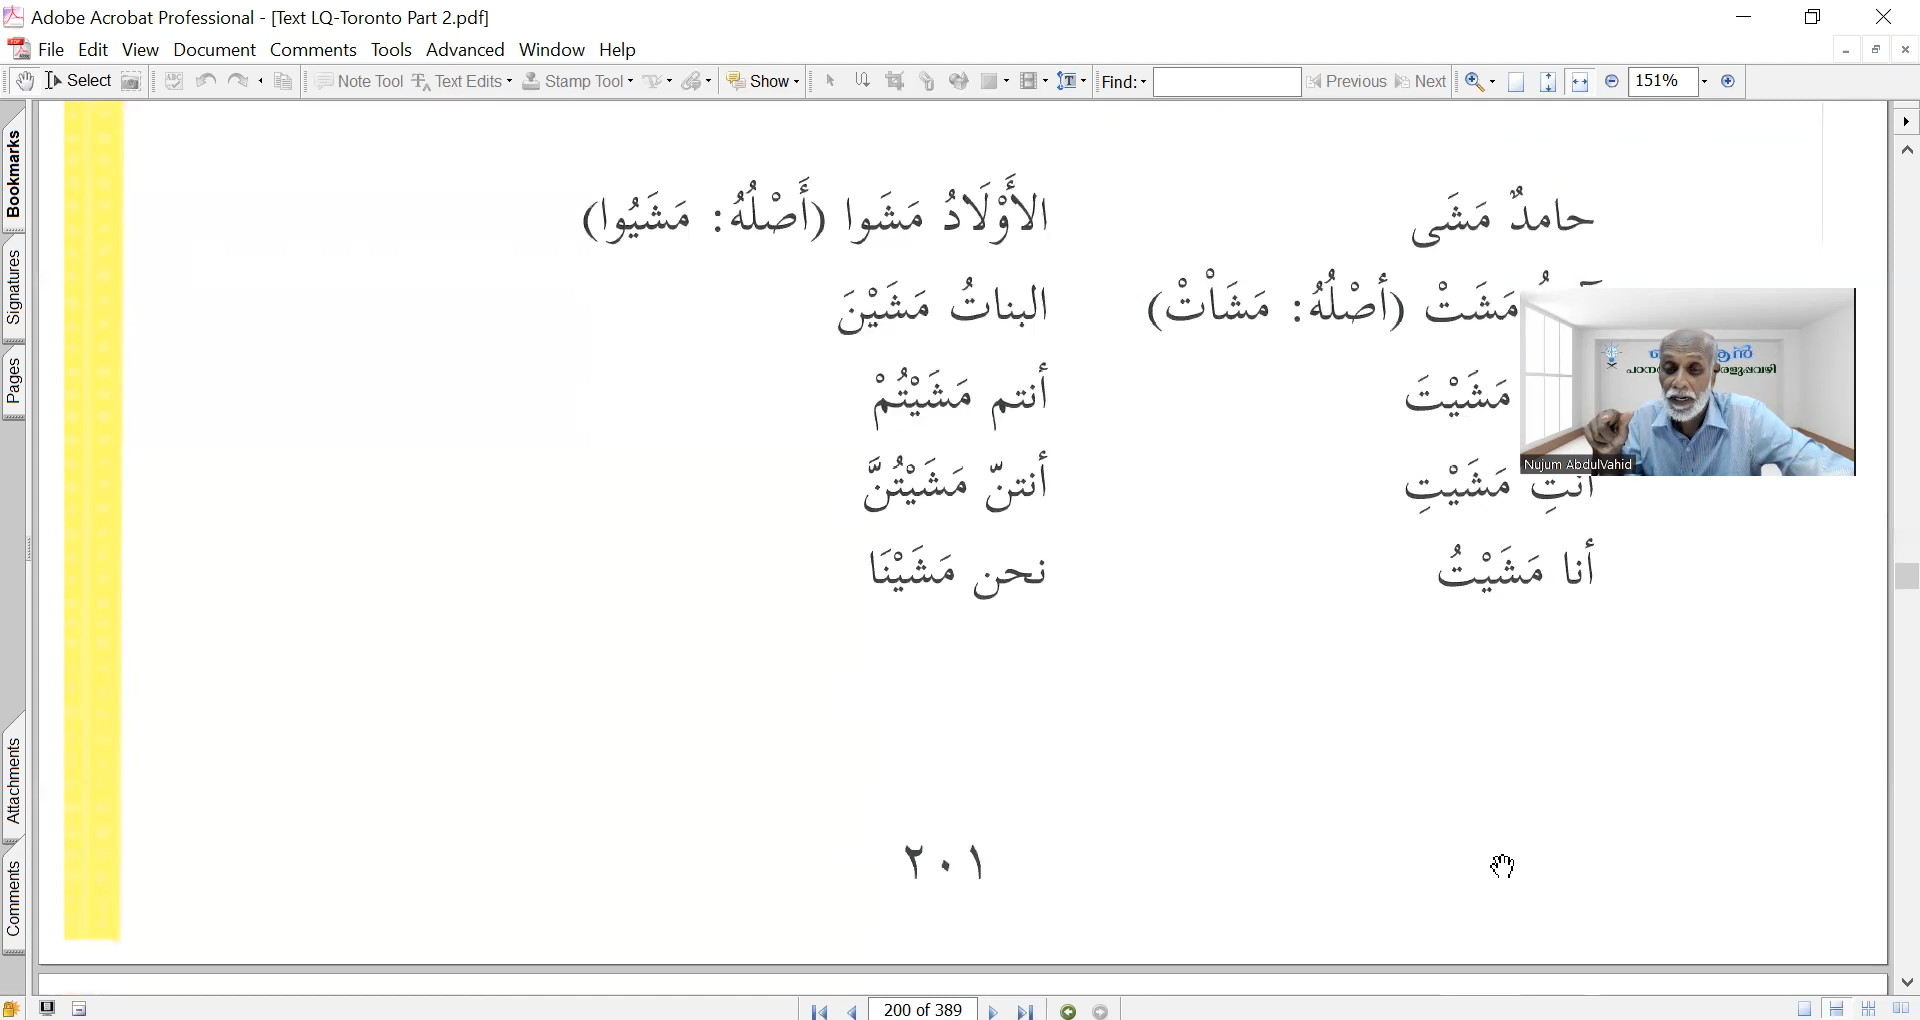 Adobe Acrobat Professional - [Text LQ-Toronto Part 2.pdf]
File Edit View Document Comments Tools Advanced Window Help
Select Note Tool Text Edits Stamp Tool Show Find: Previous Next 151%
Bookmarks
Signatures
Pages
Attachments
Comments
حامدٌ مَشَى الأَوْلَادُ مَشَوا (أَصْلُهُ: مَشَيُوا)
مَشَتْ (أصْلُهُ: مَشَاْتْ) البناتُ مَشَيْنَ
مَشَيْتَ أنتم مَشَيْتُمْ
أنتِ مَشَيْتِ أنتنّ مَشَيْتُنَّ
أنا مَشَيْتُ نحن مَشَيْنَا
Nujum AbdulVahid
٢٠١
200 of 389